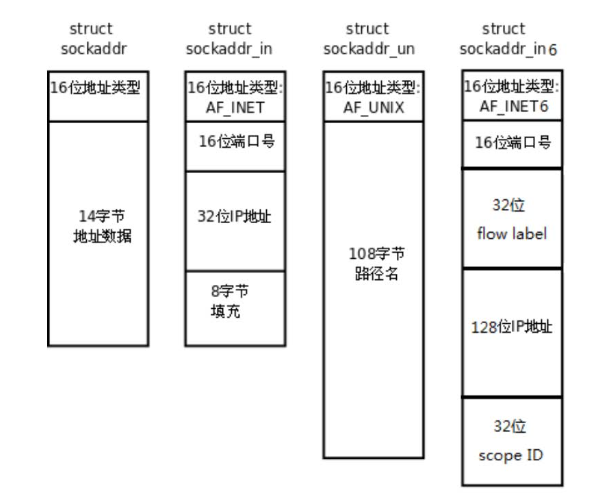 struct
sockaddr
16位地址类型
14字节
地址数据
struct
sockaddr_in
16位地址类型:
AF_INET
16位端口号
32位IP地址
8字节
填充
struct
sockaddr_un
16位地址类型:
AF_UNIX
108字节
路径名
struct
sockaddr_in6
16位地址类型:
AF_INET6
16位端口号
32位
flow label
128位IP地址
32位
scope ID